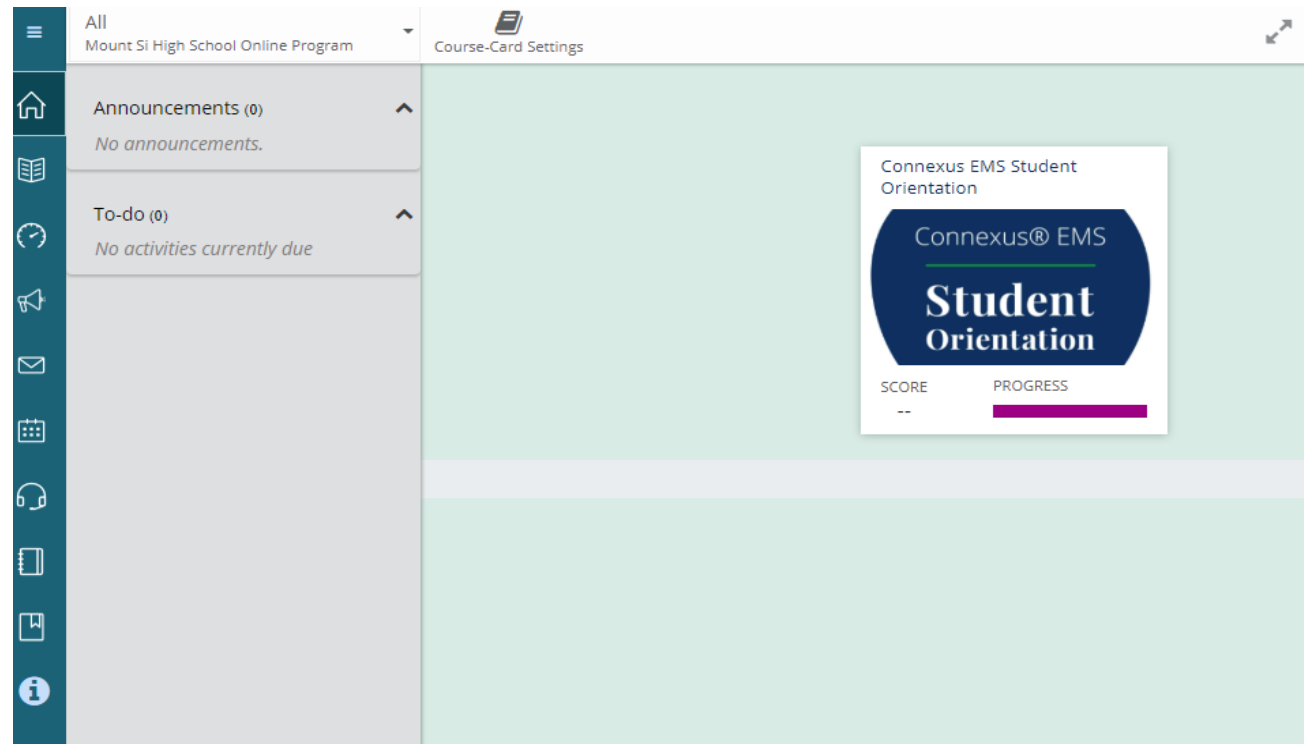 All
Mount Si High School Online Program
Course-Card Settings
Announcements (0)
No announcements.
To-do (0)
No activities currently due
Connexus EMS Student
Orientation
Connexus® EMS
Student
Orientation
SCORE PROGRESS
--